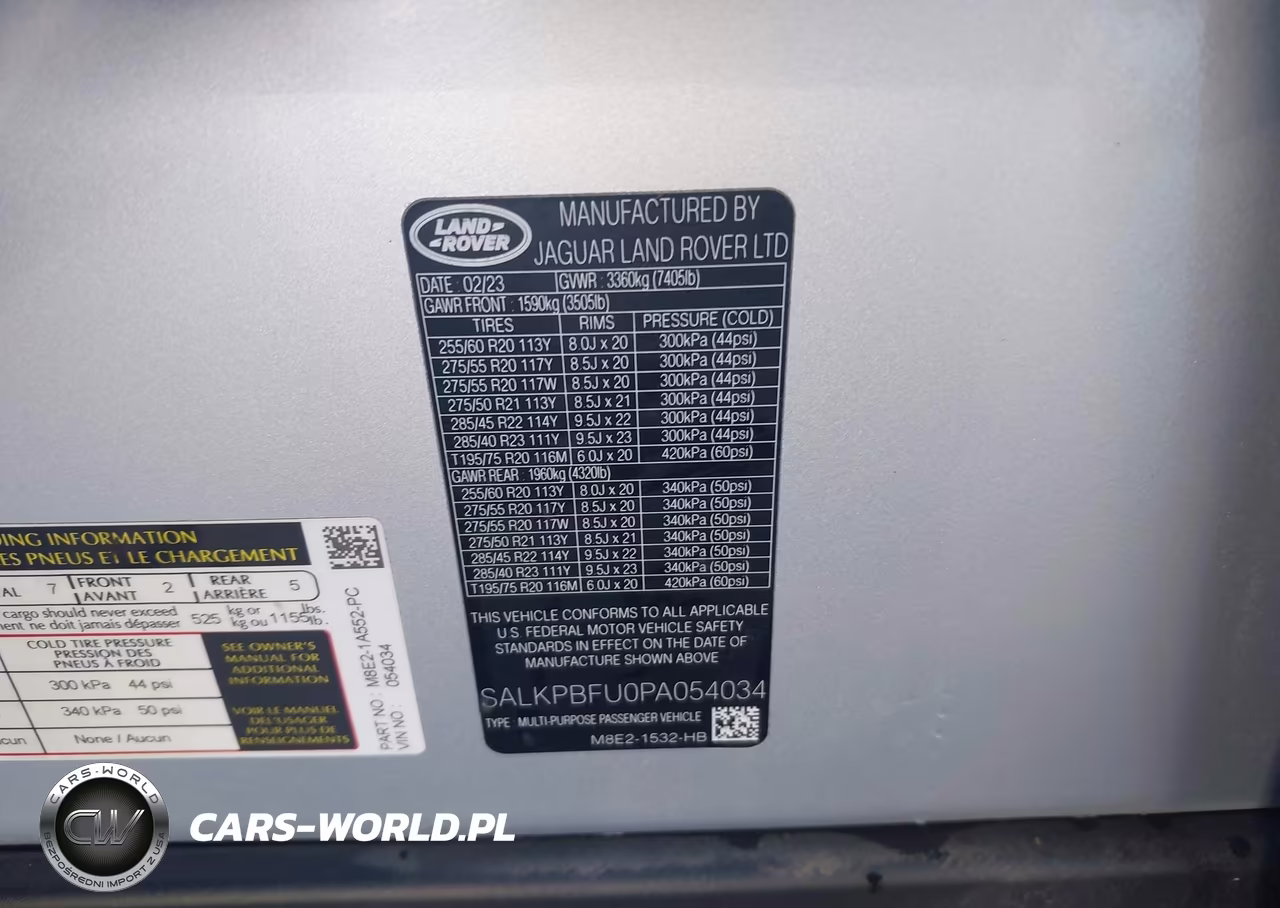 LAND-
-ROVER
MANUFACTURED BY
JAGUAR LAND ROVER LTD
DATE : 02/23 GVWR : 3360kg (7405lb)
GAWR FRONT : 1590kg (3505lb)
TIRES RIMS PRESSURE (COLD)
255/60 R20 113Y 8.0J x 20 300kPa (44psi)
275/55 R20 117Y 8.5J x 20 300kPa (44psi)
275/55 R20 117W 8.5J x 20 300kPa (44psi)
275/50 R21 113Y 8.5J x 21 300kPa (44psi)
285/45 R22 114Y 9.5J x 22 300kPa (44psi)
285/40 R23 111Y 9.5J x 23 300kPa (44psi)
T195/75 R20 116M 6.0J x 20 420kPa (60psi)
GAWR REAR : 1960kg (4320lb)
255/60 R20 113Y 8.0J x 20 340kPa (50psi)
275/55 R20 117Y 8.5J x 20 340kPa (50psi)
275/55 R20 117W 8.5J x 20 340kPa (50psi)
275/50 R21 113Y 8.5J x 21 340kPa (50psi)
285/45 R22 114Y 9.5J x 22 340kPa (50psi)
285/40 R23 111Y 9.5J x 23 340kPa (50psi)
T195/75 R20 116M 6.0J x 20 420kPa (60psi)
THIS VEHICLE CONFORMS TO ALL APPLICABLE
U.S. FEDERAL MOTOR VEHICLE SAFETY
STANDARDS IN EFFECT ON THE DATE OF
MANUFACTURE SHOWN ABOVE
SALKPBFU0PA054034
TYPE : MULTI-PURPOSE PASSENGER VEHICLE
M8E2-1532-HB
DING INFORMATION
ES PNEUS ET LE CHARGEMENT
AL 7 FRONT AVANT 2 REAR ARRIÈRE 5
cargo should never exceed 525 kg or 1155 lbs.
ment ne doit jamais dépasser kg ou lb.
COLD TIRE PRESSURE
PRESSION DES
PNEUS À FROID
300 kPa 44 psi
340 kPa 50 psi
cun None / Aucun
SEE OWNER'S
MANUAL FOR
ADDITIONAL
INFORMATION
VOIR LE MANUEL
DE L'USAGER
POUR PLUS DE
RENSEIGNEMENTS
PART NO : M8E2-1A552-PC
VIN NO : 054034
CARS-WORLD
CW
BEZPOŚREDNI IMPORT Z USA
CARS-WORLD.PL